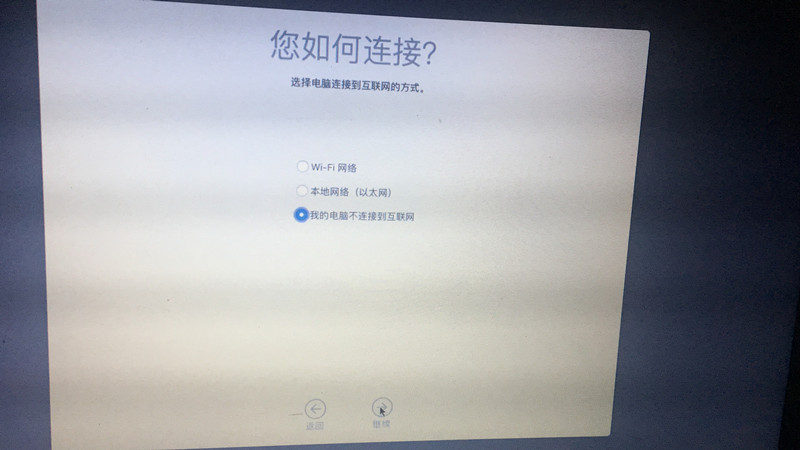 您如何连接?
选择电脑连接到互联网的方式。
Wi-Fi 网络
本地网络（以太网）
我的电脑不连接到互联网
返回
继续